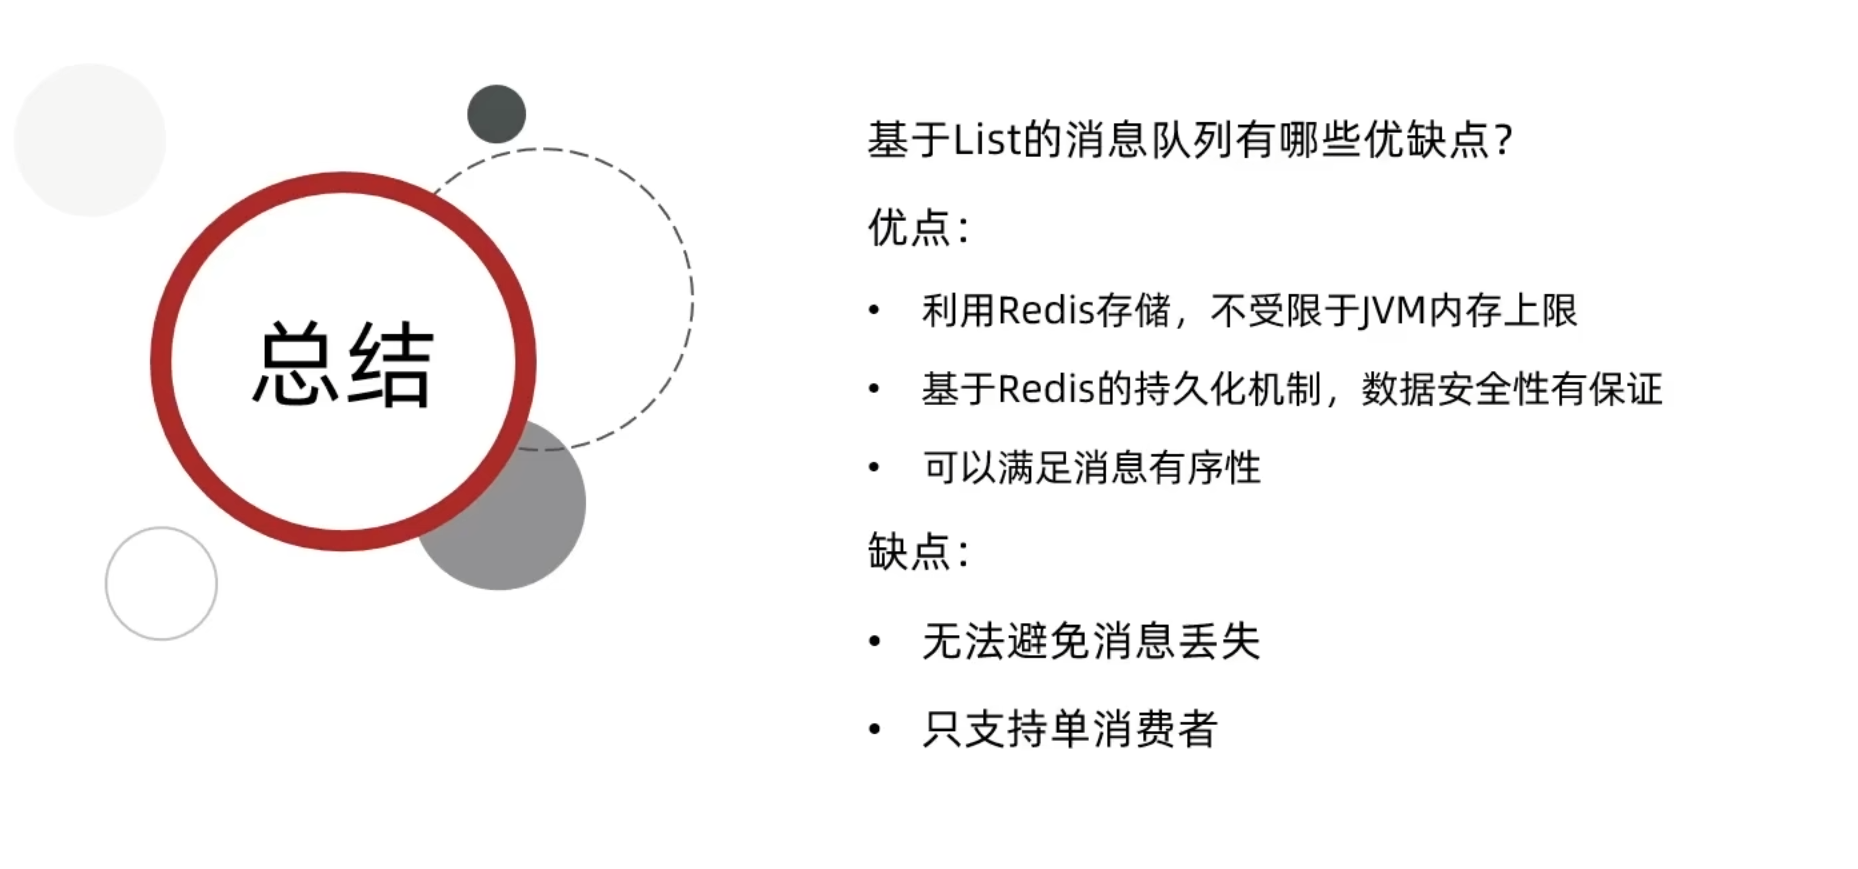 总结
基于List的消息队列有哪些优缺点？
优点：
• 利用Redis存储，不受限于JVM内存上限
• 基于Redis的持久化机制，数据安全性有保证
• 可以满足消息有序性
缺点：
• 无法避免消息丢失
• 只支持单消费者